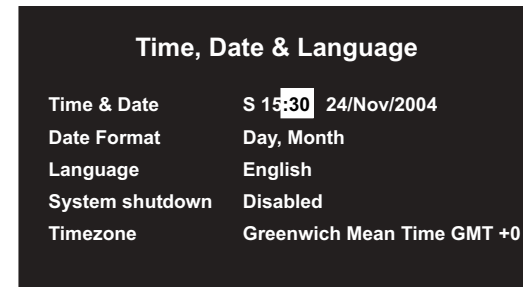 Time, Date & Language
Time & Date S 15:30 24/Nov/2004
Date Format Day, Month
Language English
System shutdown Disabled
Timezone Greenwich Mean Time GMT +0